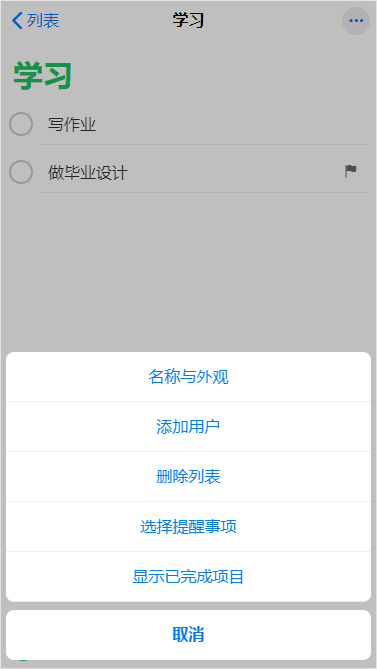 列表
学习
学习
写作业
做毕业设计
名称与外观
添加用户
删除列表
选择提醒事项
显示已完成项目
取消